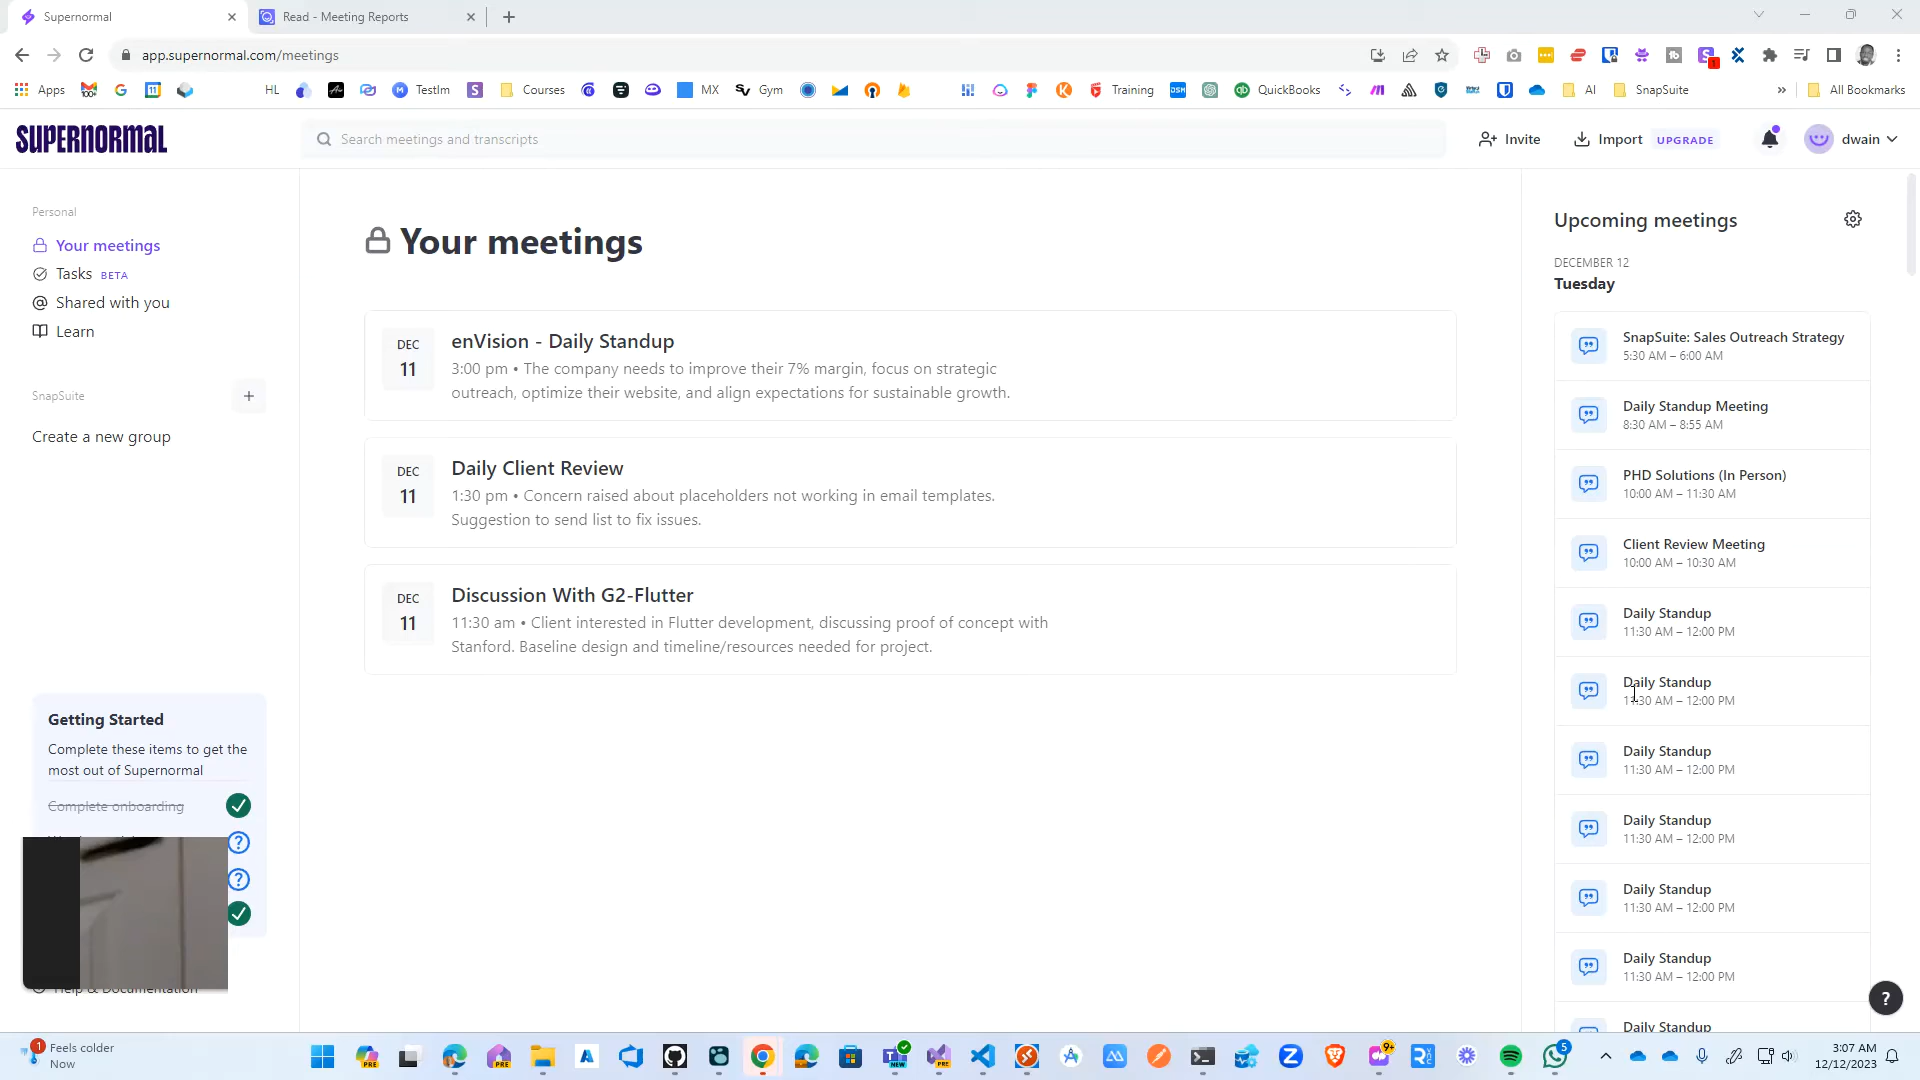 Supernormal
Read - Meeting Reports
app.supernormal.com/meetings
Apps
HL
TestIm
Courses
MX
Gym
Training
QuickBooks
AI
SnapSuite
»
All Bookmarks
SUPERNORMAL
Search meetings and transcripts
Invite
Import UPGRADE
dwain
Personal
Your meetings
Tasks BETA
Shared with you
Learn
SnapSuite
Create a new group
Getting Started
Complete these items to get the
most out of Supernormal
Complete onboarding
Help & Documentation
Your meetings
DEC
11
enVision - Daily Standup
3:00 pm • The company needs to improve their 7% margin, focus on strategic
outreach, optimize their website, and align expectations for sustainable growth.
DEC
11
Daily Client Review
1:30 pm • Concern raised about placeholders not working in email templates.
Suggestion to send list to fix issues.
DEC
11
Discussion With G2-Flutter
11:30 am • Client interested in Flutter development, discussing proof of concept with
Stanford. Baseline design and timeline/resources needed for project.
Upcoming meetings
DECEMBER 12
Tuesday
SnapSuite: Sales Outreach Strategy
5:30 AM – 6:00 AM
Daily Standup Meeting
8:30 AM – 8:55 AM
PHD Solutions (In Person)
10:00 AM – 11:30 AM
Client Review Meeting
10:00 AM – 10:30 AM
Daily Standup
11:30 AM – 12:00 PM
Daily Standup
11:30 AM – 12:00 PM
Daily Standup
11:30 AM – 12:00 PM
Daily Standup
11:30 AM – 12:00 PM
Daily Standup
11:30 AM – 12:00 PM
Daily Standup
11:30 AM – 12:00 PM
Daily Standup
?
1
Feels colder
Now
PRE
PRE
NEW
PRE
9+
5
3:07 AM
12/12/2023